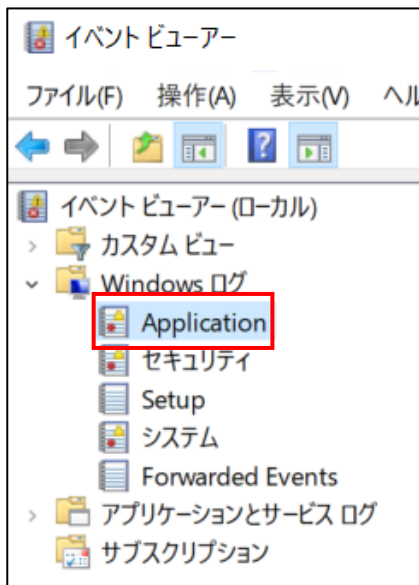 イベント ビューアー
ファイル(F) 操作(A) 表示(V) ヘル
イベント ビューアー (ローカル)
カスタム ビュー
Windows ログ
Application
セキュリティ
Setup
システム
Forwarded Events
アプリケーションとサービス ログ
サブスクリプション